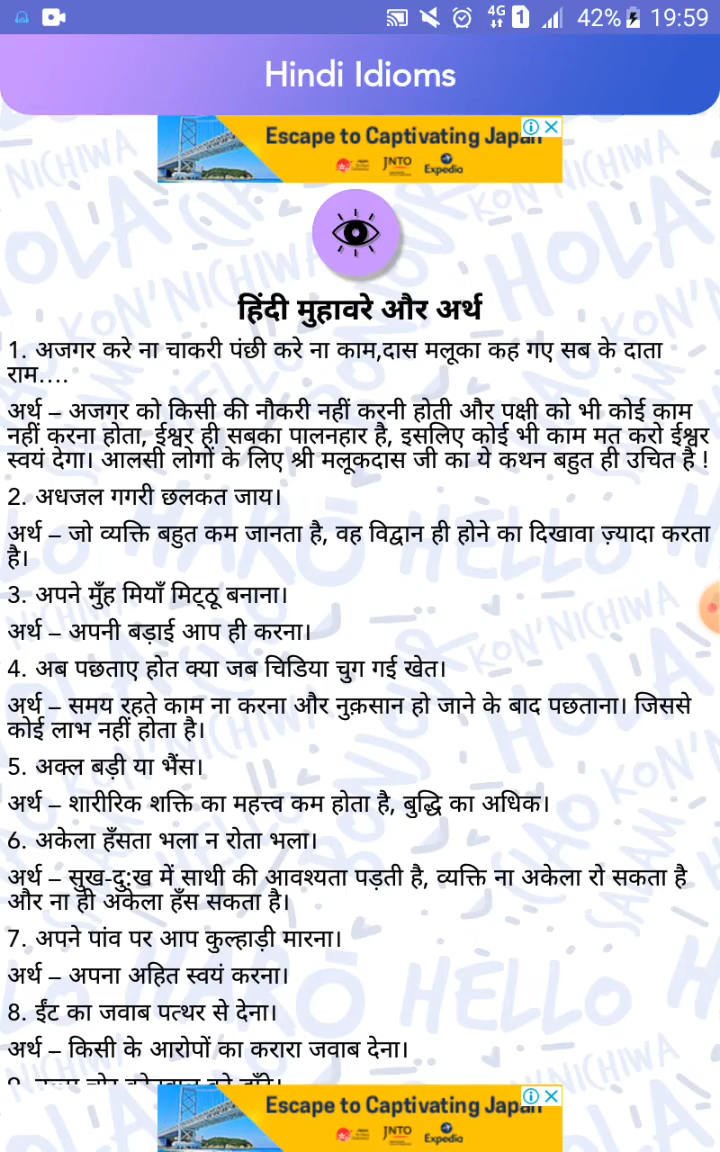 4G 1 42% 19:59
Hindi Idioms
Escape to Captivating Japan
JNTO Expedia
हिंदी मुहावरे और अर्थ
1. अजगर करे ना चाकरी पंछी करे ना काम,दास मलूका कह गए सब के दाता
राम....
अर्थ – अजगर को किसी की नौकरी नहीं करनी होती और पक्षी को भी कोई काम
नहीं करना होता, ईश्वर ही सबका पालनहार है, इसलिए कोई भी काम मत करो ईश्वर
स्वयं देगा। आलसी लोगों के लिए श्री मलूकदास जी का ये कथन बहुत ही उचित है !
2. अधजल गगरी छलकत जाय।
अर्थ – जो व्यक्ति बहुत कम जानता है, वह विद्वान ही होने का दिखावा ज़्यादा करता
है।
3. अपने मुँह मियाँ मिट्ठू बनाना।
अर्थ – अपनी बड़ाई आप ही करना।
4. अब पछताए होत क्या जब चिडिया चुग गई खेत।
अर्थ – समय रहते काम ना करना और नुक़सान हो जाने के बाद पछताना। जिससे
कोई लाभ नहीं होता है।
5. अक्ल बड़ी या भैंस।
अर्थ – शारीरिक शक्ति का महत्त्व कम होता है, बुद्धि का अधिक।
6. अकेला हँसता भला न रोता भला।
अर्थ – सुख-दु:ख में साथी की आवश्यता पड़ती है, व्यक्ति ना अकेला रो सकता है
और ना ही अकेला हँस सकता है।
7. अपने पांव पर आप कुल्हाड़ी मारना।
अर्थ – अपना अहित स्वयं करना।
8. ईंट का जवाब पत्थर से देना।
अर्थ – किसी के आरोपों का करारा जवाब देना।
Escape to Captivating Japan
JNTO Expedia